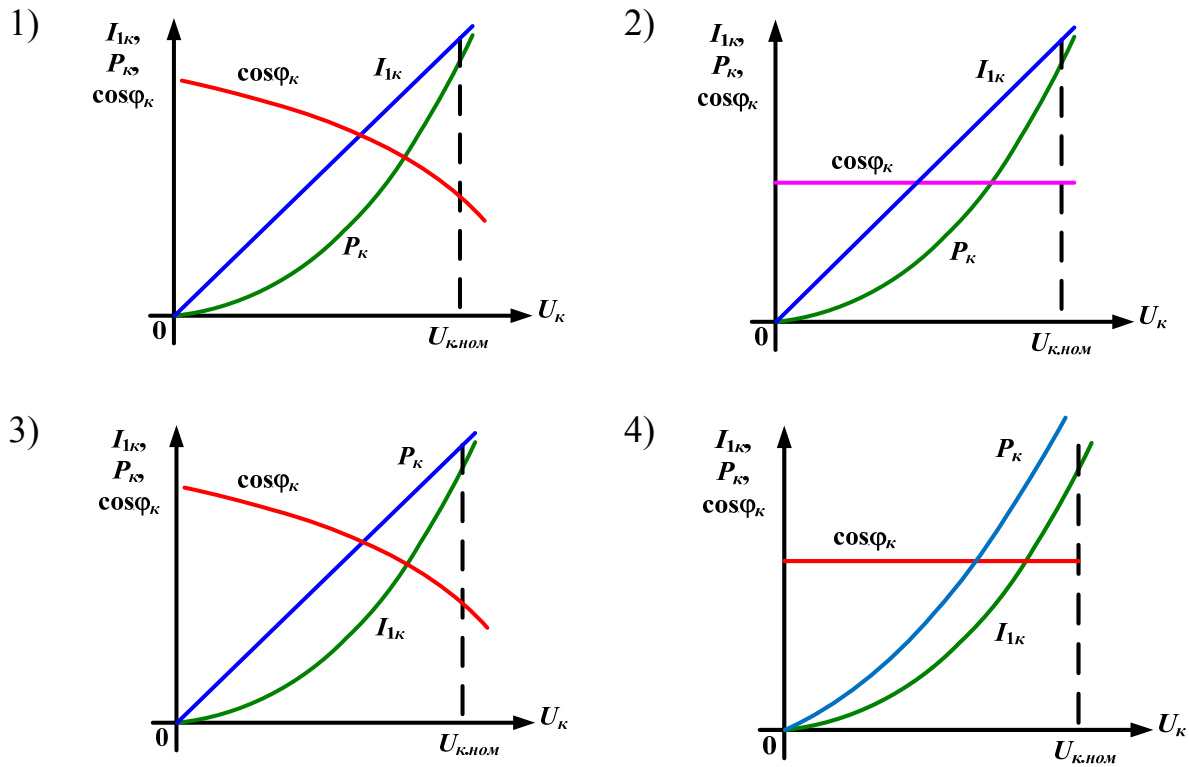 1)
I1к,
Pк,
cosφк
cosφк
I1к
Pк
0
Uк.ном
Uк
2)
I1к,
Pк,
cosφк
I1к
cosφк
Pк
0
Uк.ном
Uк
3)
I1к,
Pк,
cosφк
cosφк
Pк
I1к
0
Uк.ном
Uк
4)
I1к,
Pк,
cosφк
Pк
cosφк
I1к
0
Uк.ном
Uк